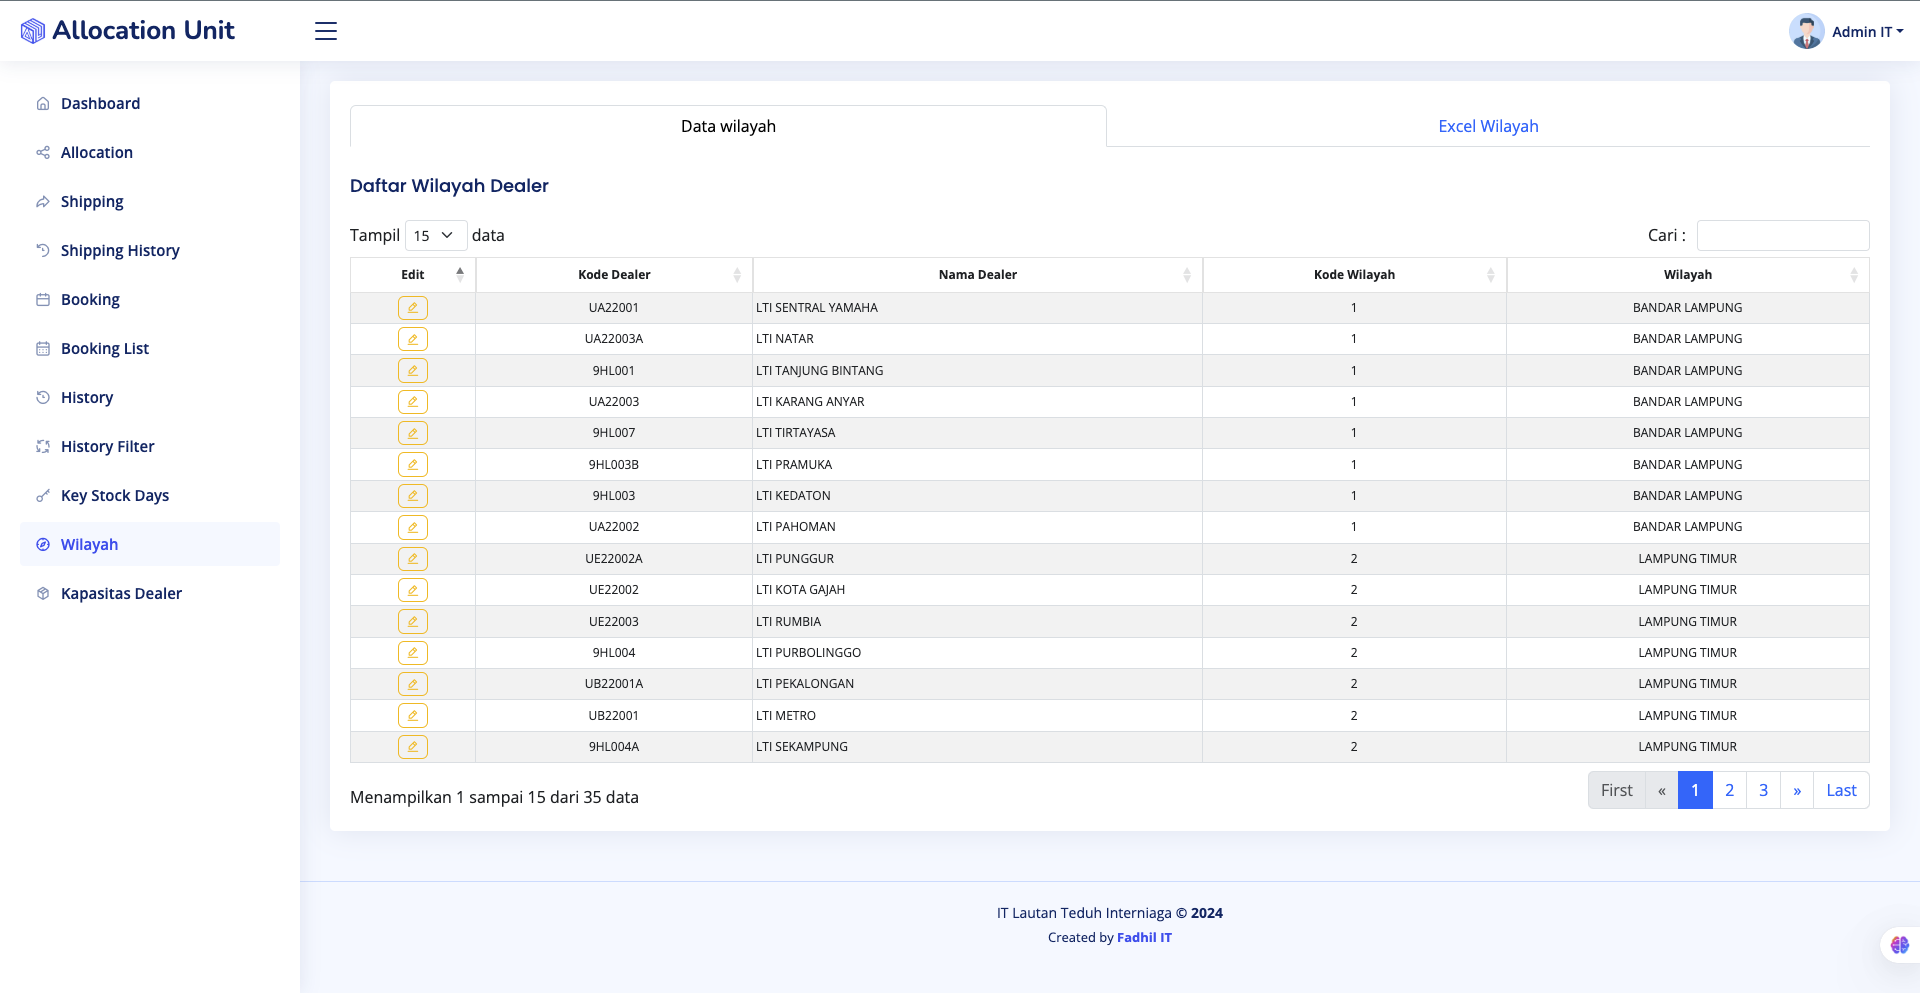 Allocation Unit
Admin IT
Dashboard
Allocation
Shipping
Shipping History
Booking
Booking List
History
History Filter
Key Stock Days
Wilayah
Kapasitas Dealer
Data wilayah Excel Wilayah
Daftar Wilayah Dealer
Tampil 15 data Cari :
Edit Kode Dealer Nama Dealer Kode Wilayah Wilayah
UA22001 LTI SENTRAL YAMAHA 1 BANDAR LAMPUNG
UA22003A LTI NATAR 1 BANDAR LAMPUNG
9HL001 LTI TANJUNG BINTANG 1 BANDAR LAMPUNG
UA22003 LTI KARANG ANYAR 1 BANDAR LAMPUNG
9HL007 LTI TIRTAYASA 1 BANDAR LAMPUNG
9HL003B LTI PRAMUKA 1 BANDAR LAMPUNG
9HL003 LTI KEDATON 1 BANDAR LAMPUNG
UA22002 LTI PAHOMAN 1 BANDAR LAMPUNG
UE22002A LTI PUNGGUR 2 LAMPUNG TIMUR
UE22002 LTI KOTA GAJAH 2 LAMPUNG TIMUR
UE22003 LTI RUMBIA 2 LAMPUNG TIMUR
9HL004 LTI PURBOLINGGO 2 LAMPUNG TIMUR
UB22001A LTI PEKALONGAN 2 LAMPUNG TIMUR
UB22001 LTI METRO 2 LAMPUNG TIMUR
9HL004A LTI SEKAMPUNG 2 LAMPUNG TIMUR
Menampilkan 1 sampai 15 dari 35 data
First « 1 2 3 » Last
IT Lautan Teduh Interniaga © 2024
Created by Fadhil IT